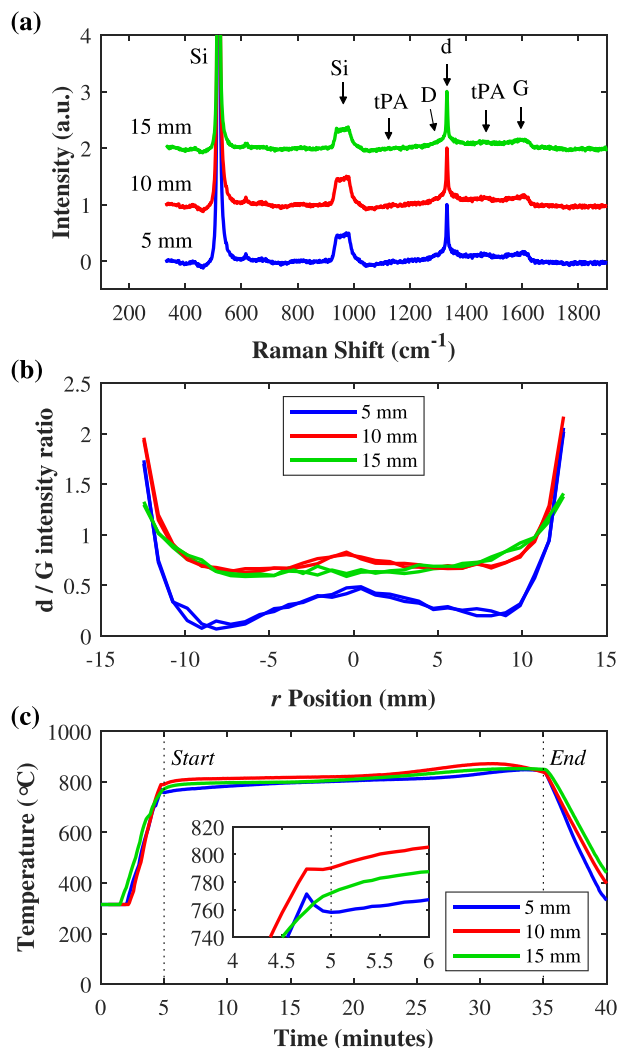 (a)
4
3
2
1
0
Intensity (a.u.)
Si
Si
tPA
D
d
tPA
G
15 mm
10 mm
5 mm
200 600 1000 1400 1800
Raman Shift (cm-1)
(b)
2.5
2
1.5
1
0.5
0
d / G intensity ratio
5 mm
10 mm
15 mm
-15 -10 -5 0 5 10 15
r Position (mm)
(c)
1000
800
600
400
200
0
Temperature (°C)
Start
End
820
800
780
760
740
4 4.5 5 5.5 6
5 mm
10 mm
15 mm
0 5 10 15 20 25 30 35 40
Time (minutes)